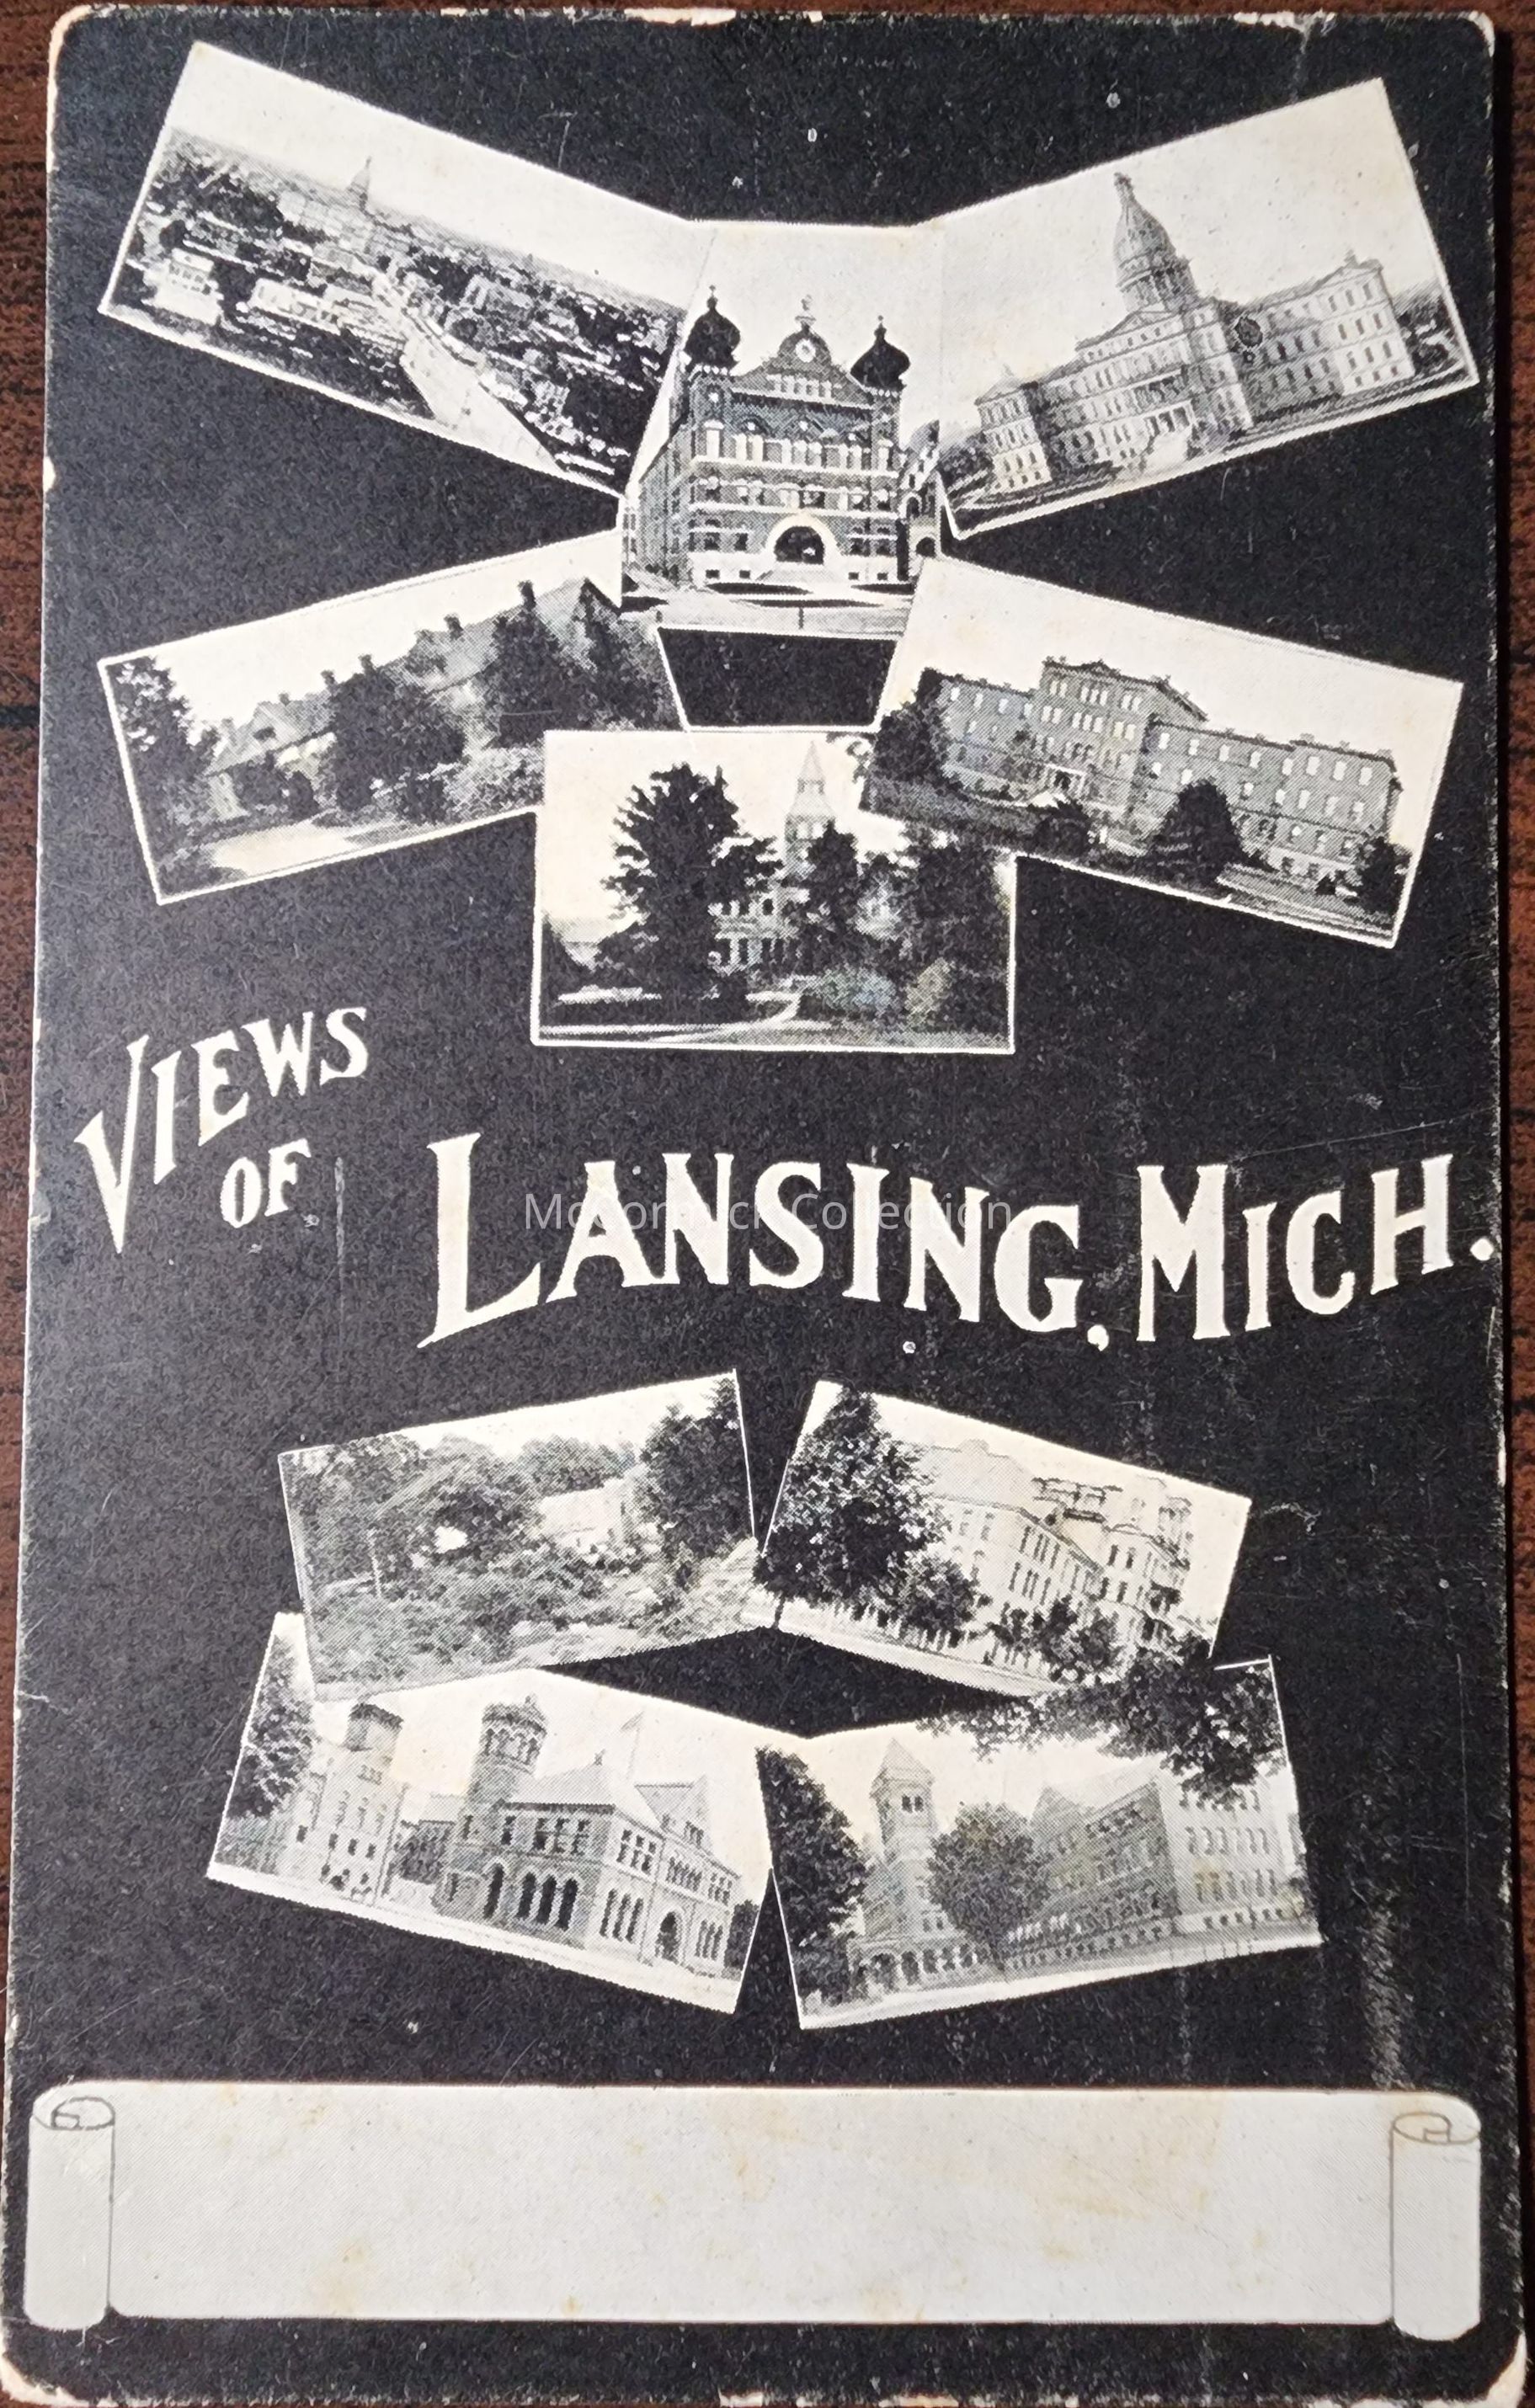 VIEWS
OF
LANSING, MICH.
McCormick Collection